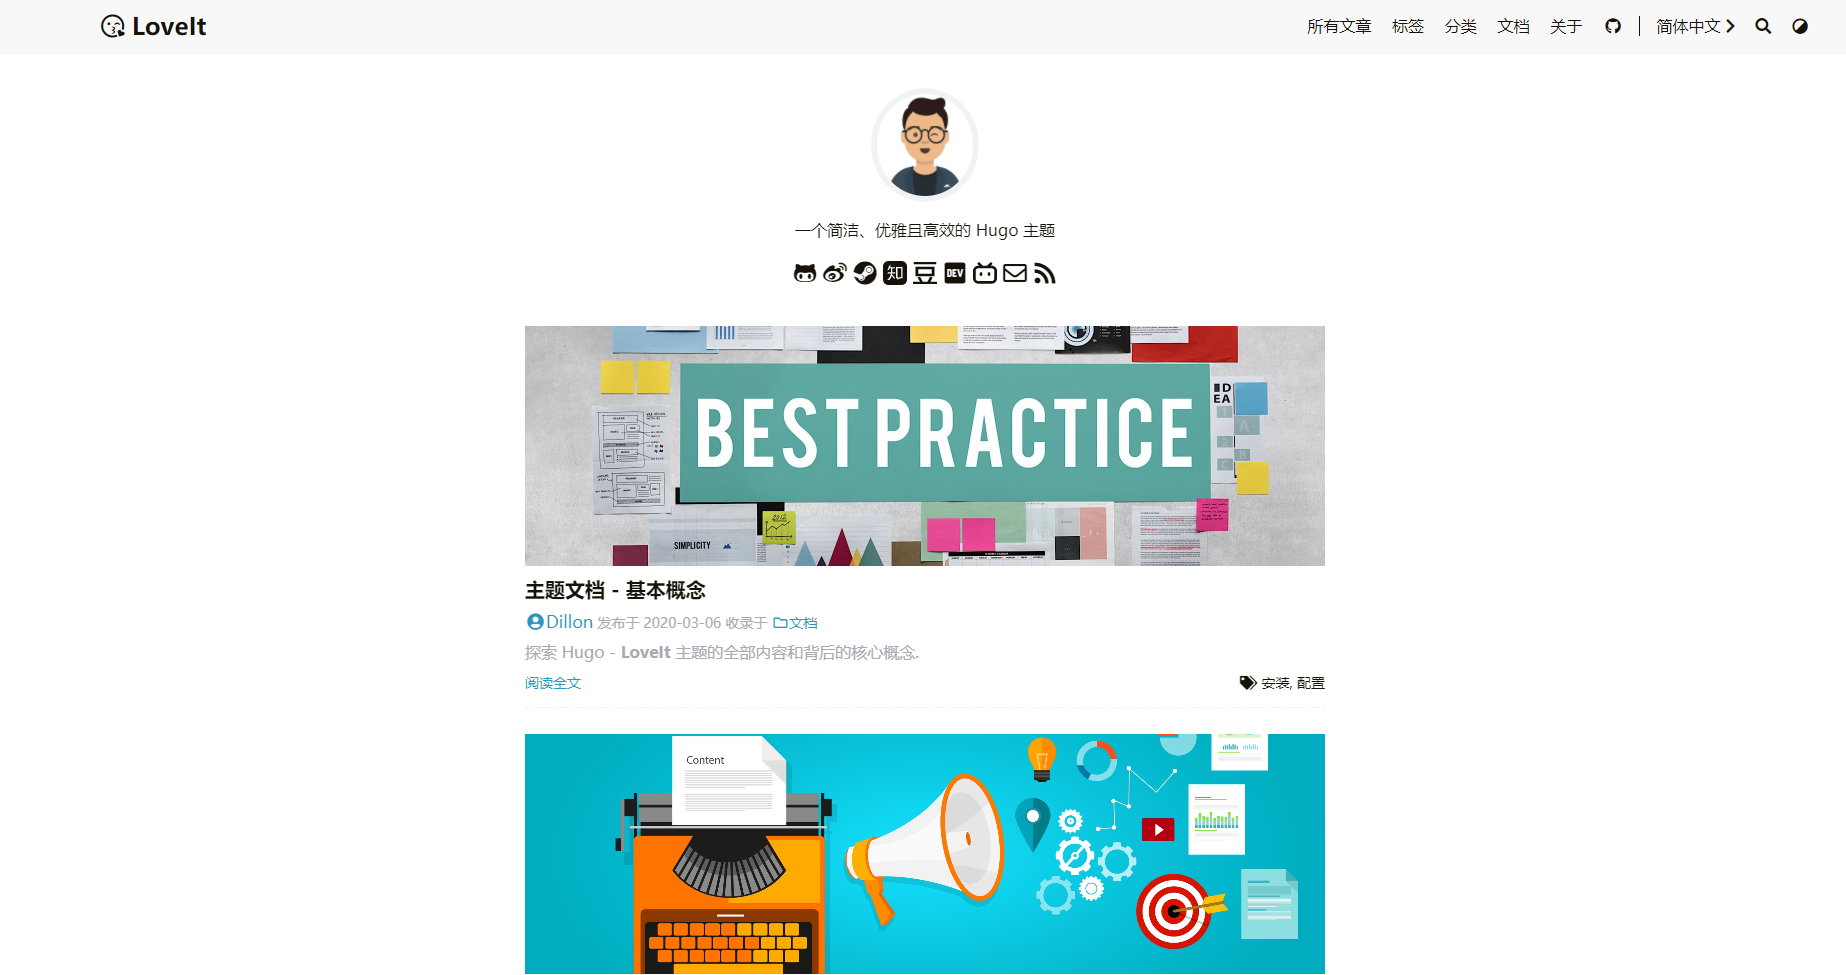 LoveIt
所有文章 标签 分类 文档 关于 简体中文
一个简洁、优雅且高效的 Hugo 主题
知 豆 DEV
IDEA
A
BEST PRACTICE
2
B
C
2012
SIMPLICITY
主题文档 - 基本概念
Dillon 发布于 2020-03-06 收录于 文档
探索 Hugo - LoveIt 主题的全部内容和背后的核心概念.
阅读全文 安装, 配置
Content